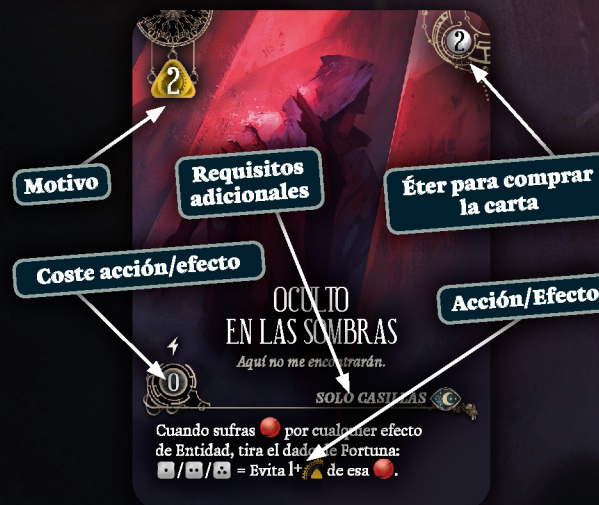 2
2
Motivo
Requisitos
adicionales
Éter para comprar
la carta
Coste acción/efecto
Acción/Efecto
OCULTO
EN LAS SOMBRAS
Aquí no me encontrarán.
0
SOLO CASILLAS
Cuando sufras por cualquier efecto
de Entidad, tira el dado de Fortuna:
/ / = Evita 1+ de esa .